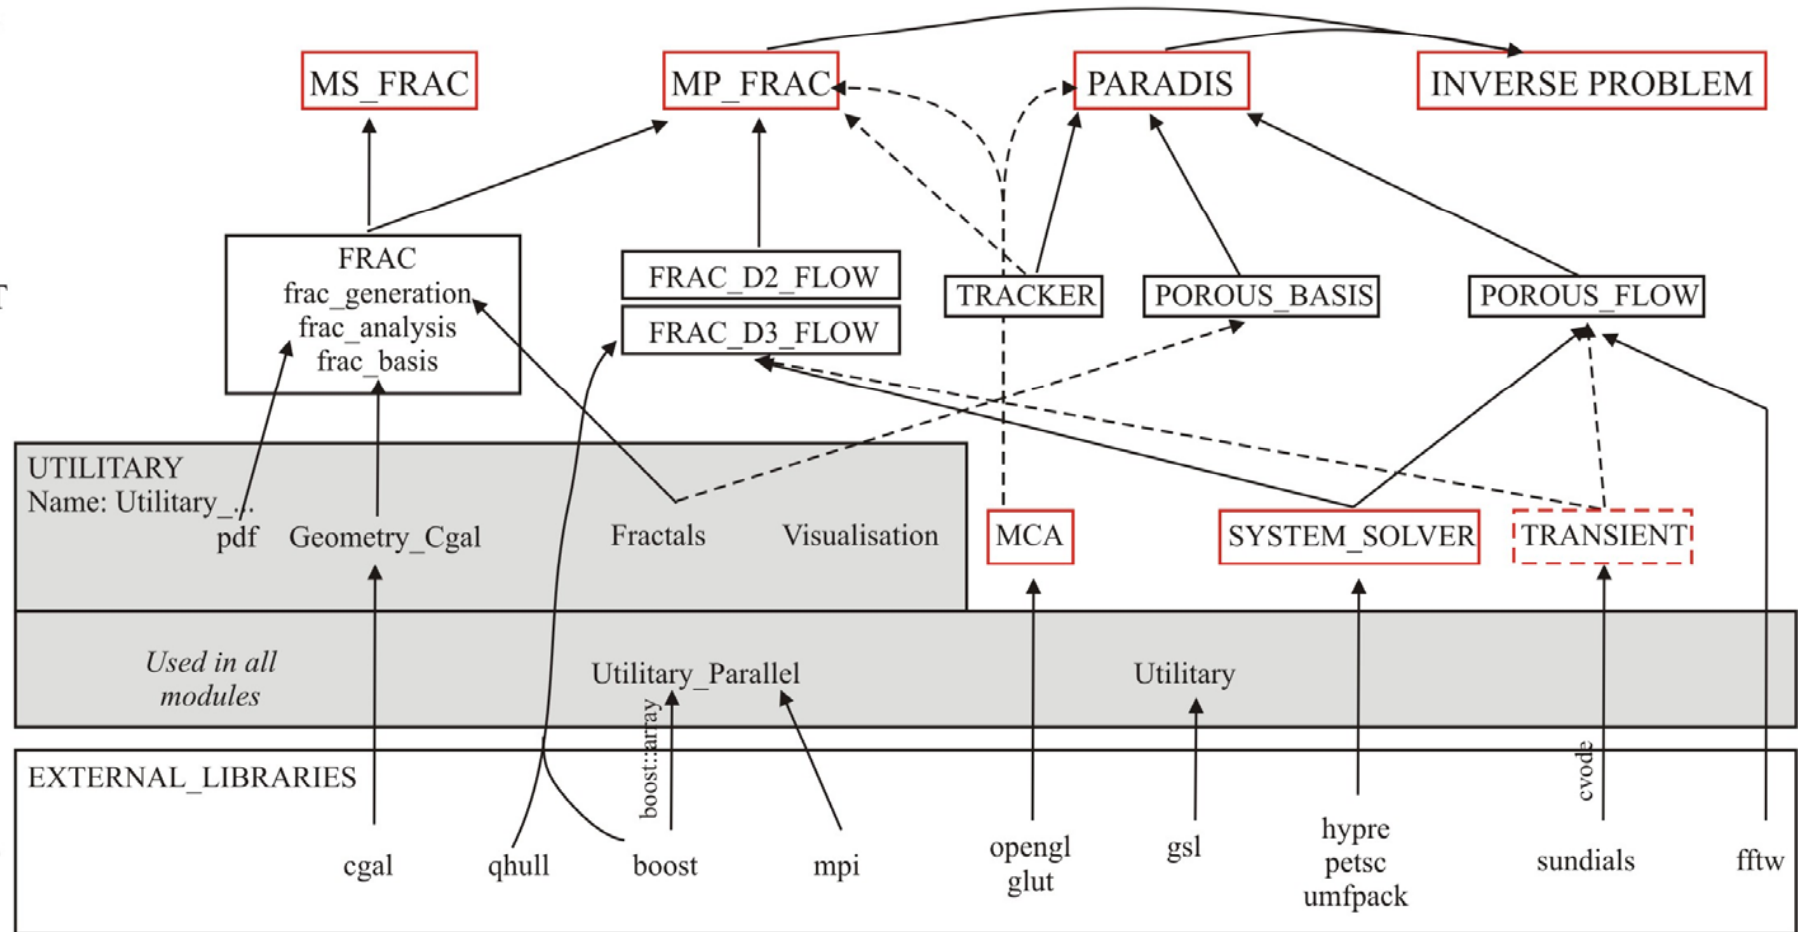 MS_FRAC
MP_FRAC
PARADIS
INVERSE PROBLEM
FRAC
frac_generation
frac_analysis
frac_basis
FRAC_D2_FLOW
FRAC_D3_FLOW
TRACKER
POROUS_BASIS
POROUS_FLOW
T
UTILITARY
Name: Utilitary_...
pdf
Geometry_Cgal
Fractals
Visualisation
MCA
SYSTEM_SOLVER
TRANSIENT
Used in all
modules
Utilitary_Parallel
Utilitary
boost::array
cvode
EXTERNAL_LIBRARIES
cgal
qhull
boost
mpi
opengl
glut
gsl
hypre
petsc
umfpack
sundials
fftw